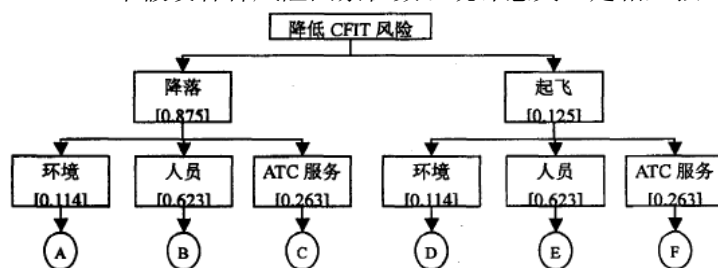 降低 CFIT 风险
降落
[0.875]
起飞
[0.125]
环境
[0.114]
人员
[0.623]
ATC 服务
[0.263]
环境
[0.114]
人员
[0.623]
ATC 服务
[0.263]
A
B
C
D
E
F